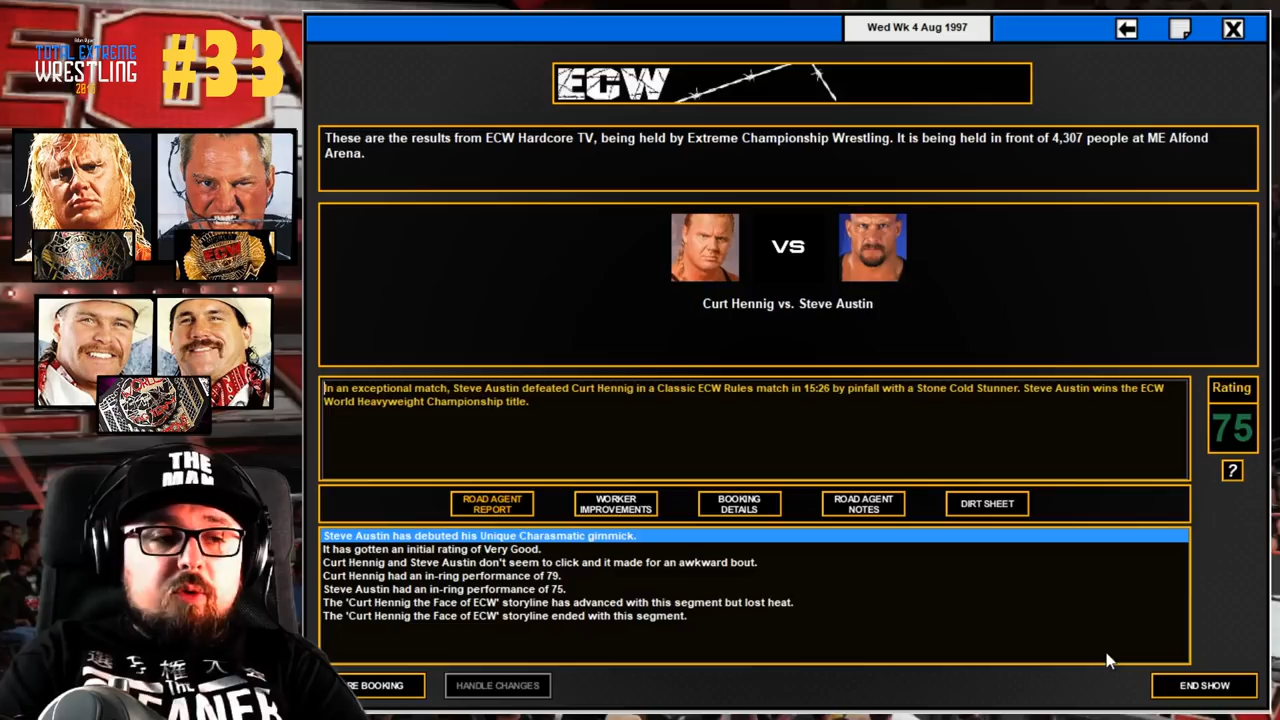 TOTAL EXTREME
WRESTLING
#33
Wed Wk 4 Aug 1997
ECW
These are the results from ECW Hardcore TV, being held by Extreme Championship Wrestling. It is being held in front of 4,307 people at ME Alfond
Arena.
VS
Curt Hennig vs. Steve Austin
In an exceptional match, Steve Austin defeated Curt Hennig in a Classic ECW Rules match in 15:26 by pinfall with a Stone Cold Stunner. Steve Austin wins the ECW
World Heavyweight Championship title.
Rating
75
?
ROAD AGENT
REPORT
WORKER
IMPROVEMENTS
BOOKING
DETAILS
ROAD AGENT
NOTES
DIRT SHEET
Steve Austin has debuted his Unique Charasmatic gimmick.
It has gotten an initial rating of Very Good.
Curt Hennig and Steve Austin don't seem to click and it made for an awkward bout.
Curt Hennig had an in-ring performance of 79.
Steve Austin had an in-ring performance of 75.
The 'Curt Hennig the Face of ECW' storyline has advanced with this segment but lost heat.
The 'Curt Hennig the Face of ECW' storyline ended with this segment.
RE BOOKING
HANDLE CHANGES
END SHOW
ECW
THE
MAN
選手権大会
THE
CLEANER